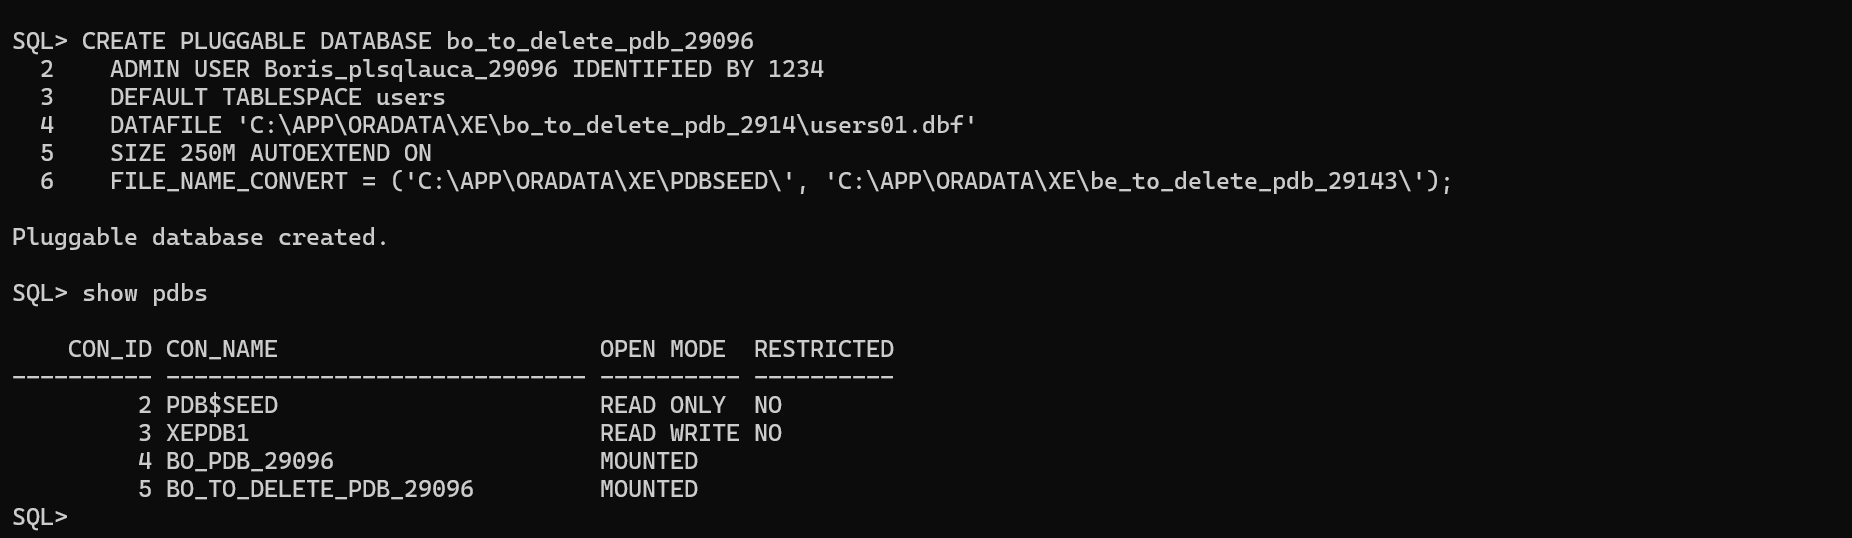 SQL> CREATE PLUGGABLE DATABASE bo_to_delete_pdb_29096
  2    ADMIN USER Boris_plsqlauca_29096 IDENTIFIED BY 1234
  3    DEFAULT TABLESPACE users
  4    DATAFILE 'C:\APP\ORADATA\XE\bo_to_delete_pdb_2914\users01.dbf'
  5    SIZE 250M AUTOEXTEND ON
  6    FILE_NAME_CONVERT = ('C:\APP\ORADATA\XE\PDBSEED\', 'C:\APP\ORADATA\XE\be_to_delete_pdb_29143\');
Pluggable database created.
SQL> show pdbs
    CON_ID CON_NAME                       OPEN MODE  RESTRICTED
---------- ------------------------------ ---------- ----------
         2 PDB$SEED                       READ ONLY  NO
         3 XEPDB1                         READ WRITE NO
         4 BO_PDB_29096                   MOUNTED
         5 BO_TO_DELETE_PDB_29096         MOUNTED
SQL>